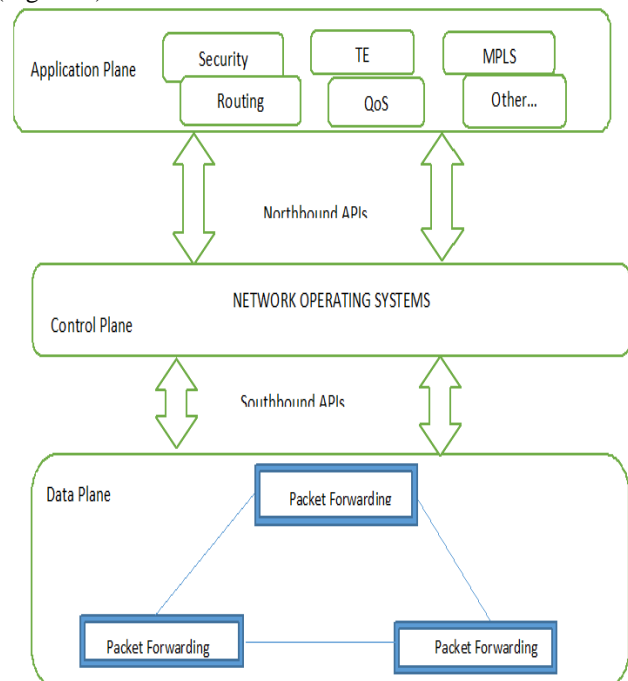 Application Plane
Security
TE
MPLS
Routing
QoS
Other...
Northbound APIs
NETWORK OPERATING SYSTEMS
Control Plane
Southbound APIs
Data Plane
Packet Forwarding
Packet Forwarding
Packet Forwarding